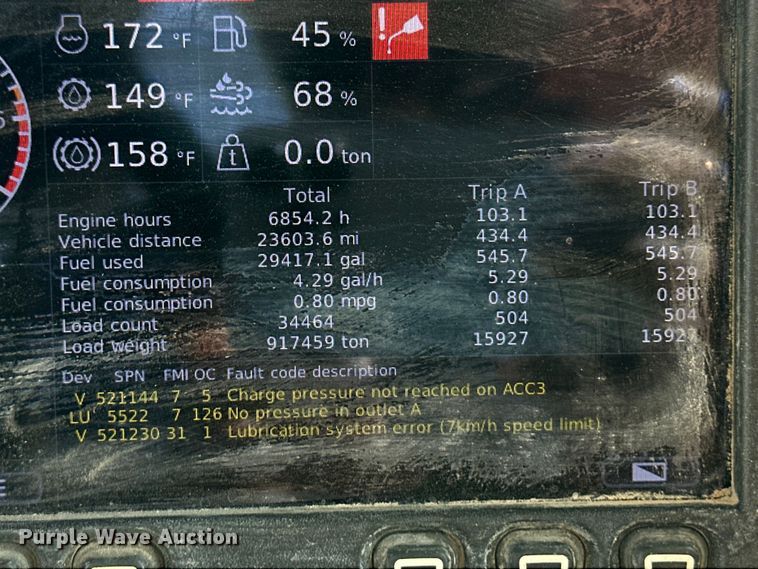 172 °F 45 %
149 °F 68 %
158 °F t 0.0 ton
Total Trip A Trip B
Engine hours 6854.2 h 103.1 103.1
Vehicle distance 23603.6 mi 434.4 434.4
Fuel used 29417.1 gal 545.7 545.7
Fuel consumption 4.29 gal/h 5.29 5.29
Fuel consumption 0.80 mpg 0.80 0.80
Load count 34464 504 504
Load weight 917459 ton 15927 15927
Dev SPN FMI OC Fault code description
V 521144 7 5 Charge pressure not reached on ACC3
LU 5522 7 126 No pressure in outlet A
V 521230 31 1 Lubrication system error (7km/h speed limit)
Purple Wave Auction